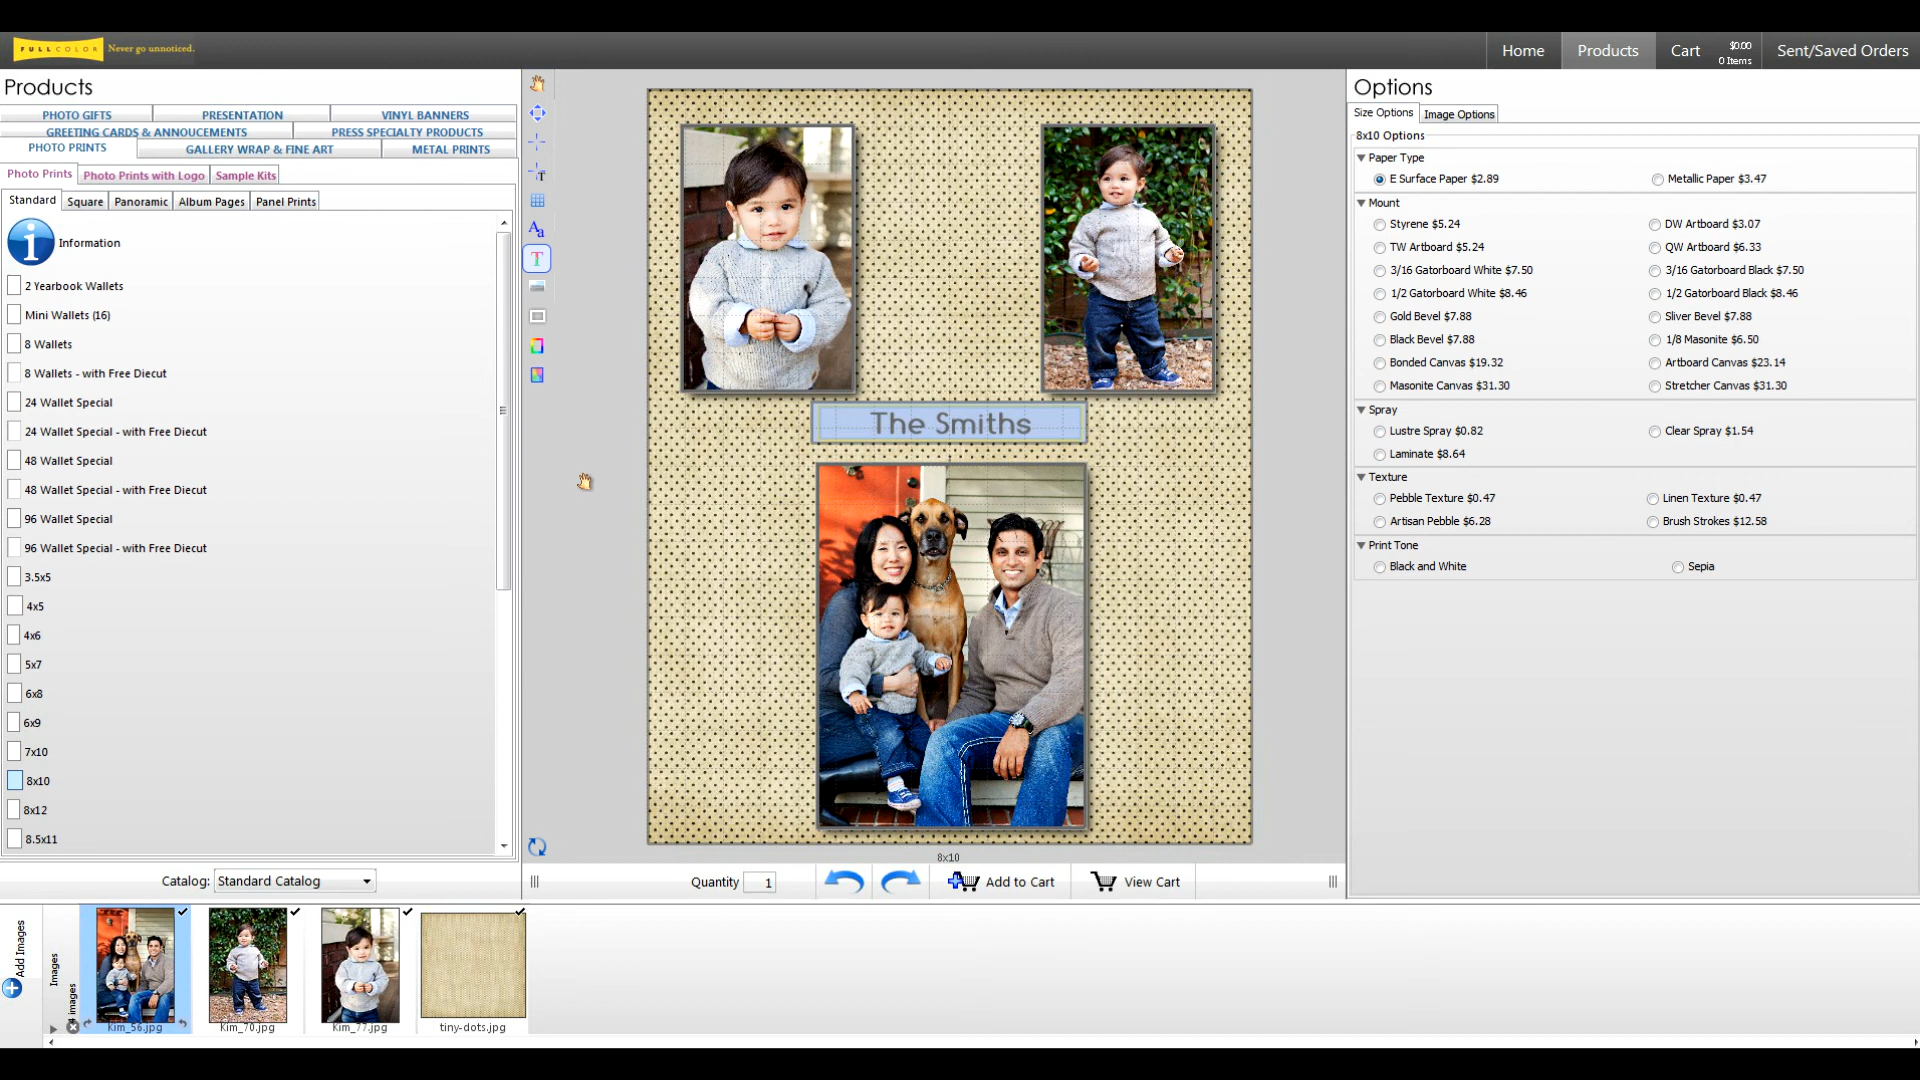 FULLCOLOR Never go unnoticed.
Home Products Cart $0.00 0 Items Sent/Saved Orders
Products
PHOTO GIFTS PRESENTATION VINYL BANNERS
GREETING CARDS & ANNOUCEMENTS PRESS SPECIALTY PRODUCTS
PHOTO PRINTS GALLERY WRAP & FINE ART METAL PRINTS
Photo Prints Photo Prints with Logo Sample Kits
Standard Square Panoramic Album Pages Panel Prints
i Information
2 Yearbook Wallets
Mini Wallets (16)
8 Wallets
8 Wallets - with Free Diecut
24 Wallet Special
24 Wallet Special - with Free Diecut
48 Wallet Special
48 Wallet Special - with Free Diecut
96 Wallet Special
96 Wallet Special - with Free Diecut
3.5x5
4x5
4x6
5x7
6x8
6x9
7x10
8x10
8x12
8.5x11
Catalog: Standard Catalog
T
Aa
T
The Smiths
8x10
Quantity 1 Add to Cart View Cart
Options
Size Options Image Options
8x10 Options
Paper Type
E Surface Paper $2.89 Metallic Paper $3.47
Mount
Styrene $5.24 DW Artboard $3.07
TW Artboard $5.24 QW Artboard $6.33
3/16 Gatorboard White $7.50 3/16 Gatorboard Black $7.50
1/2 Gatorboard White $8.46 1/2 Gatorboard Black $8.46
Gold Bevel $7.88 Sliver Bevel $7.88
Black Bevel $7.88 1/8 Masonite $6.50
Bonded Canvas $19.32 Artboard Canvas $23.14
Masonite Canvas $31.30 Stretcher Canvas $31.30
Spray
Lustre Spray $0.82 Clear Spray $1.54
Laminate $8.64
Texture
Pebble Texture $0.47 Linen Texture $0.47
Artisan Pebble $6.28 Brush Strokes $12.58
Print Tone
Black and White Sepia
Add Images
Images
4 images
Kim_56.jpg Kim_70.jpg Kim_77.jpg tiny-dots.jpg